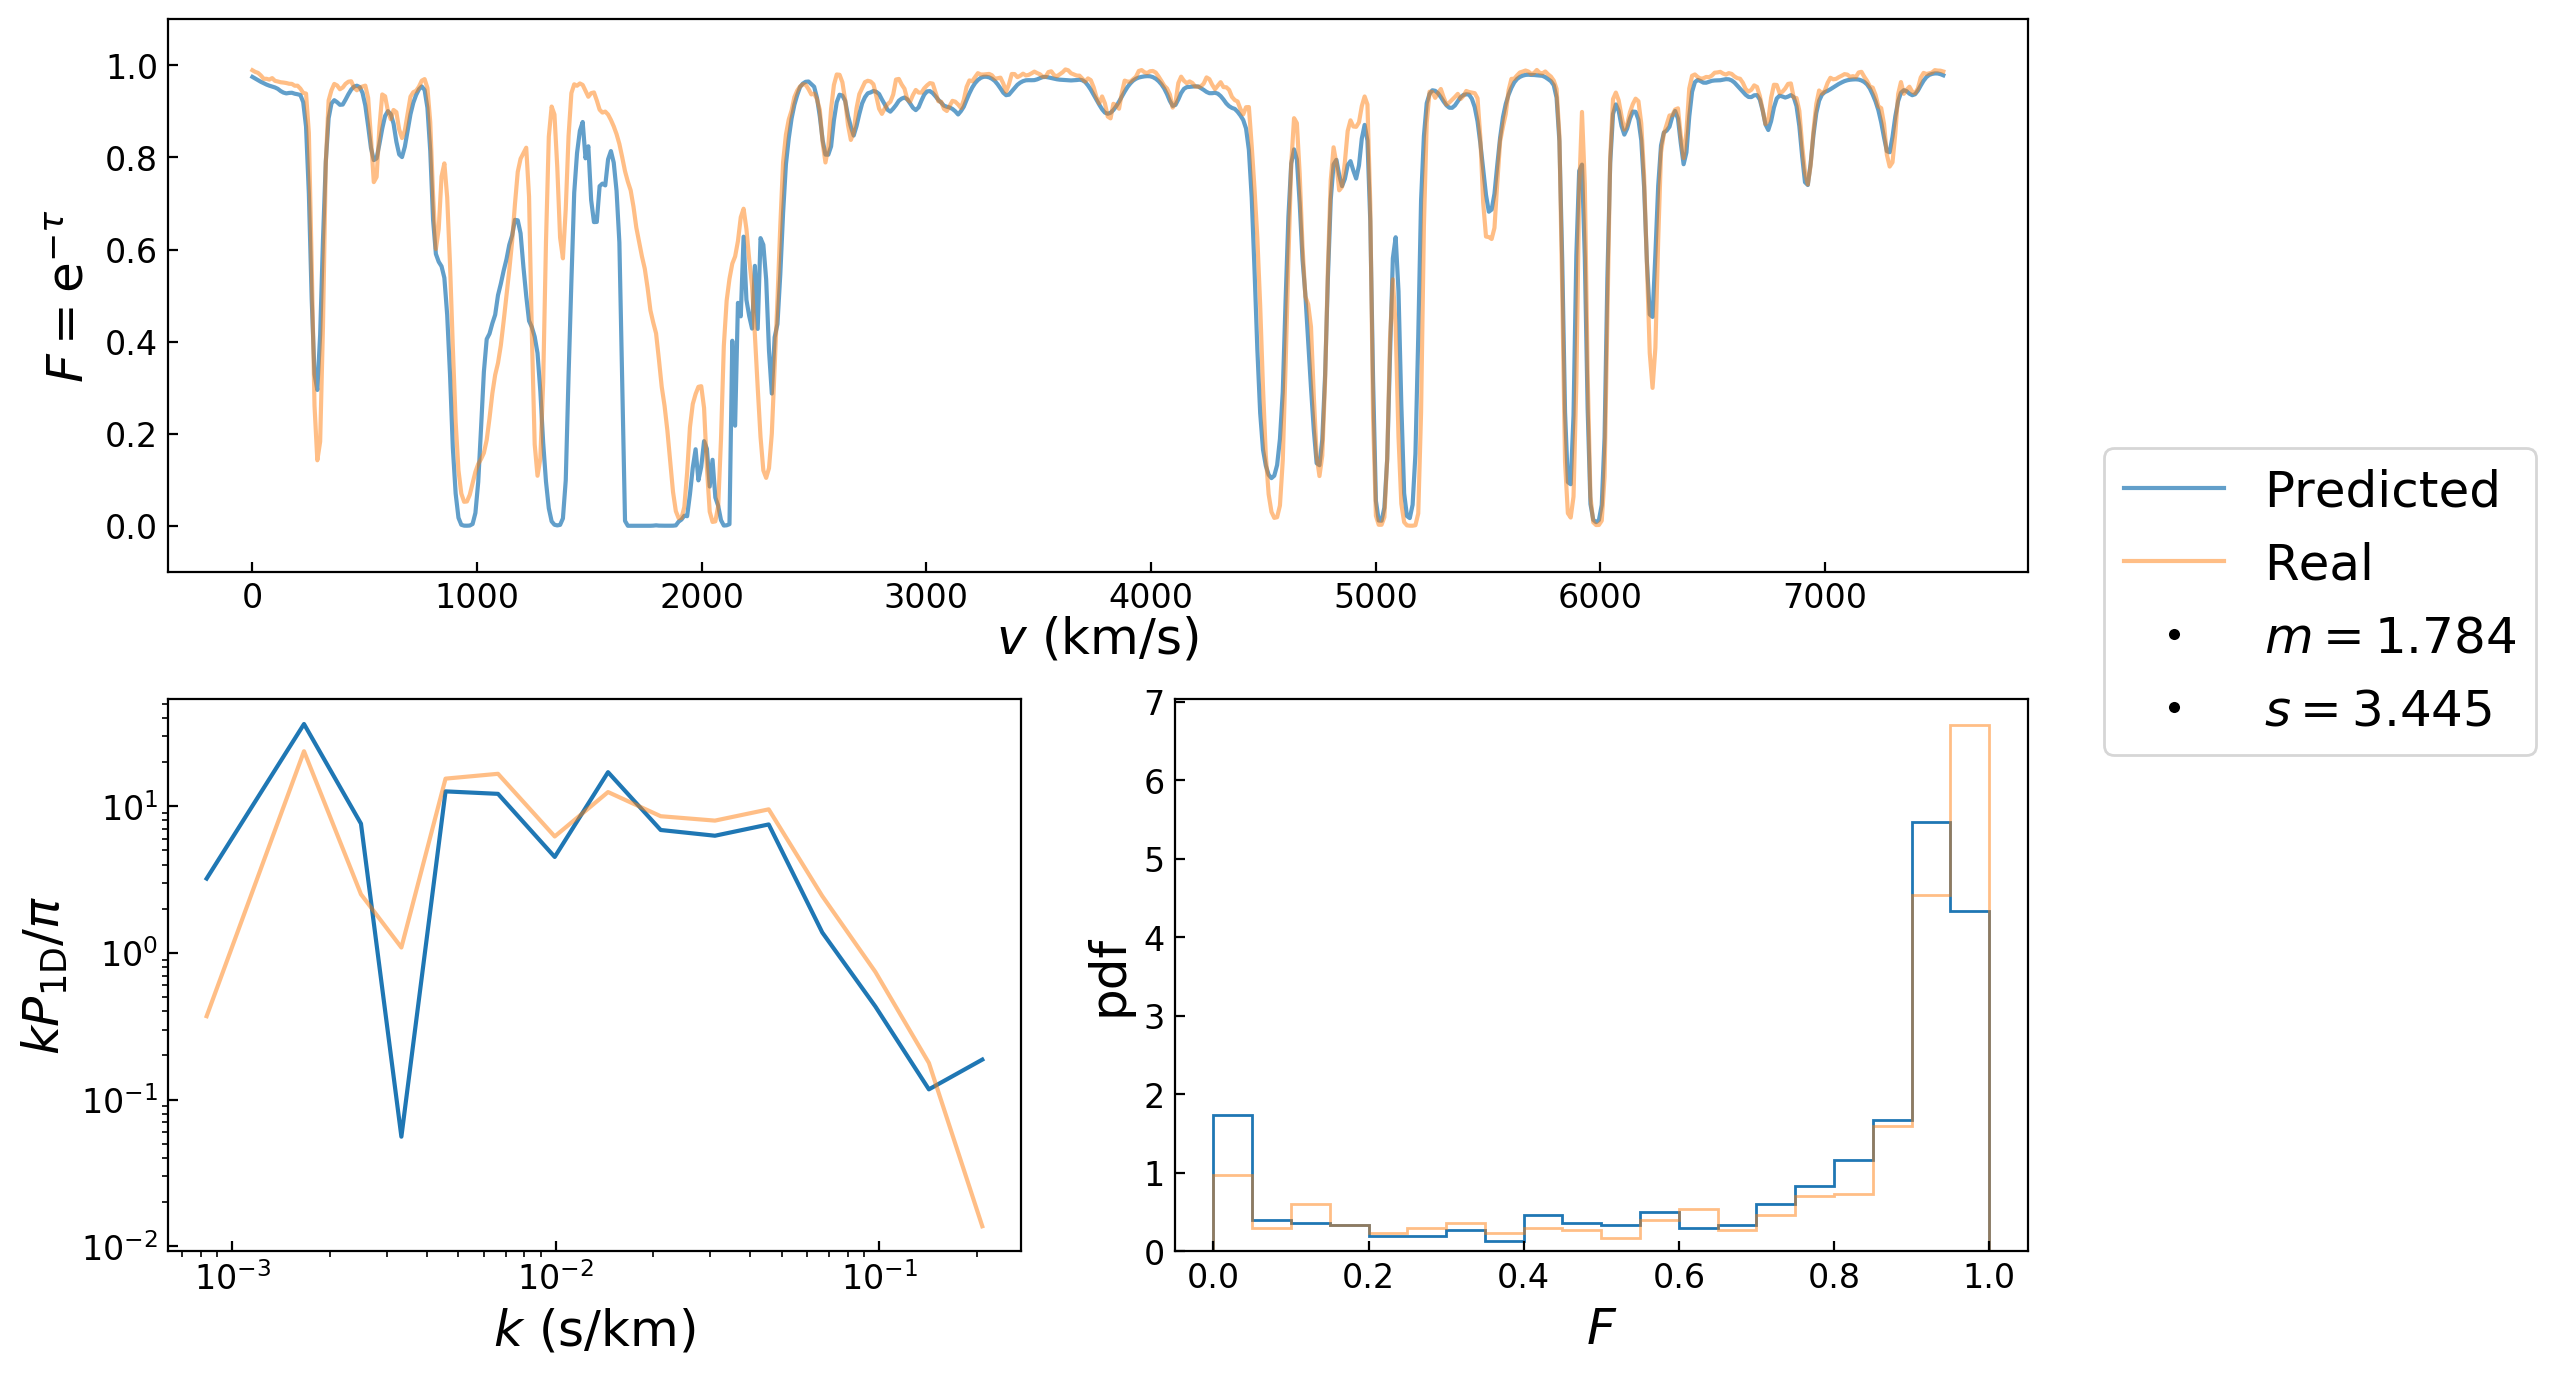 F = e^{−τ}
1.0
0.8
0.6
0.4
0.2
0.0
0 1000 2000 3000 4000 5000 6000 7000
v (km/s)
Predicted
Real
m = 1.784
s = 3.445
kP_{1D}/π
10^1
10^0
10^{−1}
10^{−2}
10^{−3} 10^{−2} 10^{−1}
k (s/km)
pdf
7
6
5
4
3
2
1
0
0.0 0.2 0.4 0.6 0.8 1.0
F